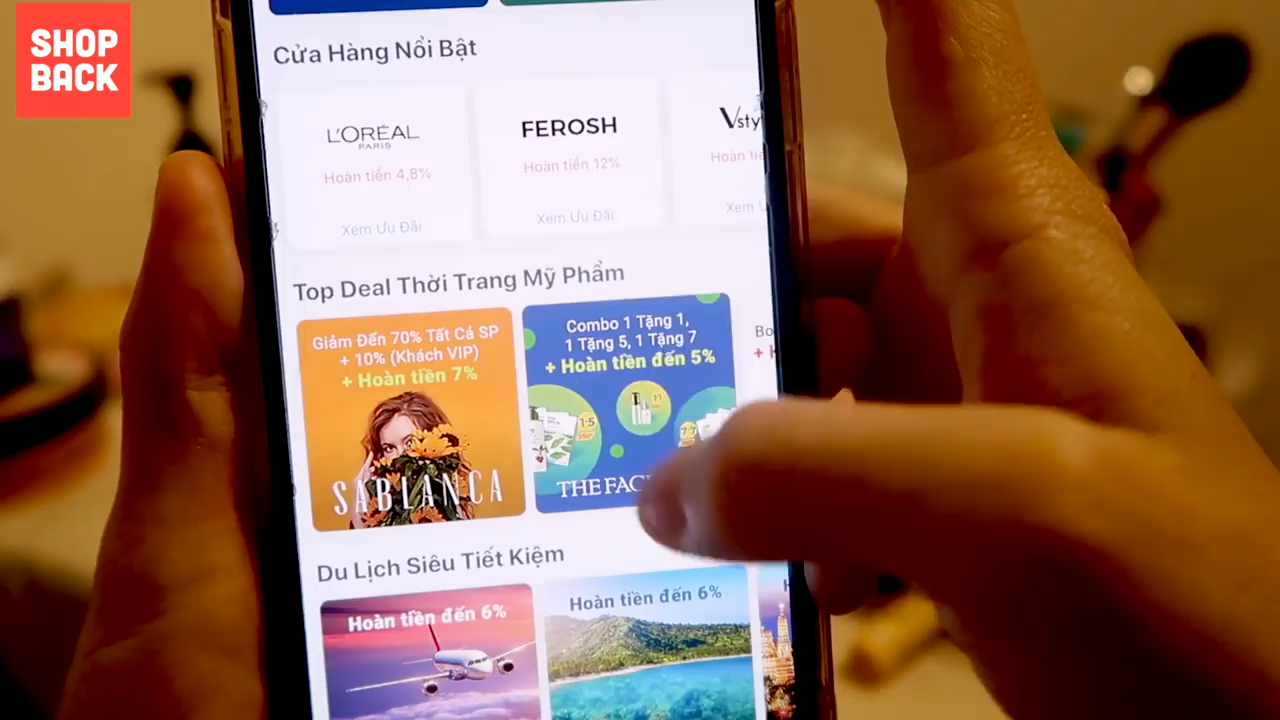 SHOP
BACK
Cửa Hàng Nổi Bật
L'ORÉAL
PARIS
Hoàn tiền 4,8%
Xem Ưu Đãi
FEROSH
Hoàn tiền 12%
Xem Ưu Đãi
Hoàn
Xem
Top Deal Thời Trang Mỹ Phẩm
Giảm Đến 70% Tất Cả SP
+ 10% (Khách VIP)
+ Hoàn tiền 7%
SABLANCA
Combo 1 Tặng 1,
1 Tặng 5, 1 Tặng 7
+ Hoàn tiền đến 5%
THE
Du Lịch Siêu Tiết Kiệm
Hoàn tiền đến 6%
Hoàn tiền đến 6%